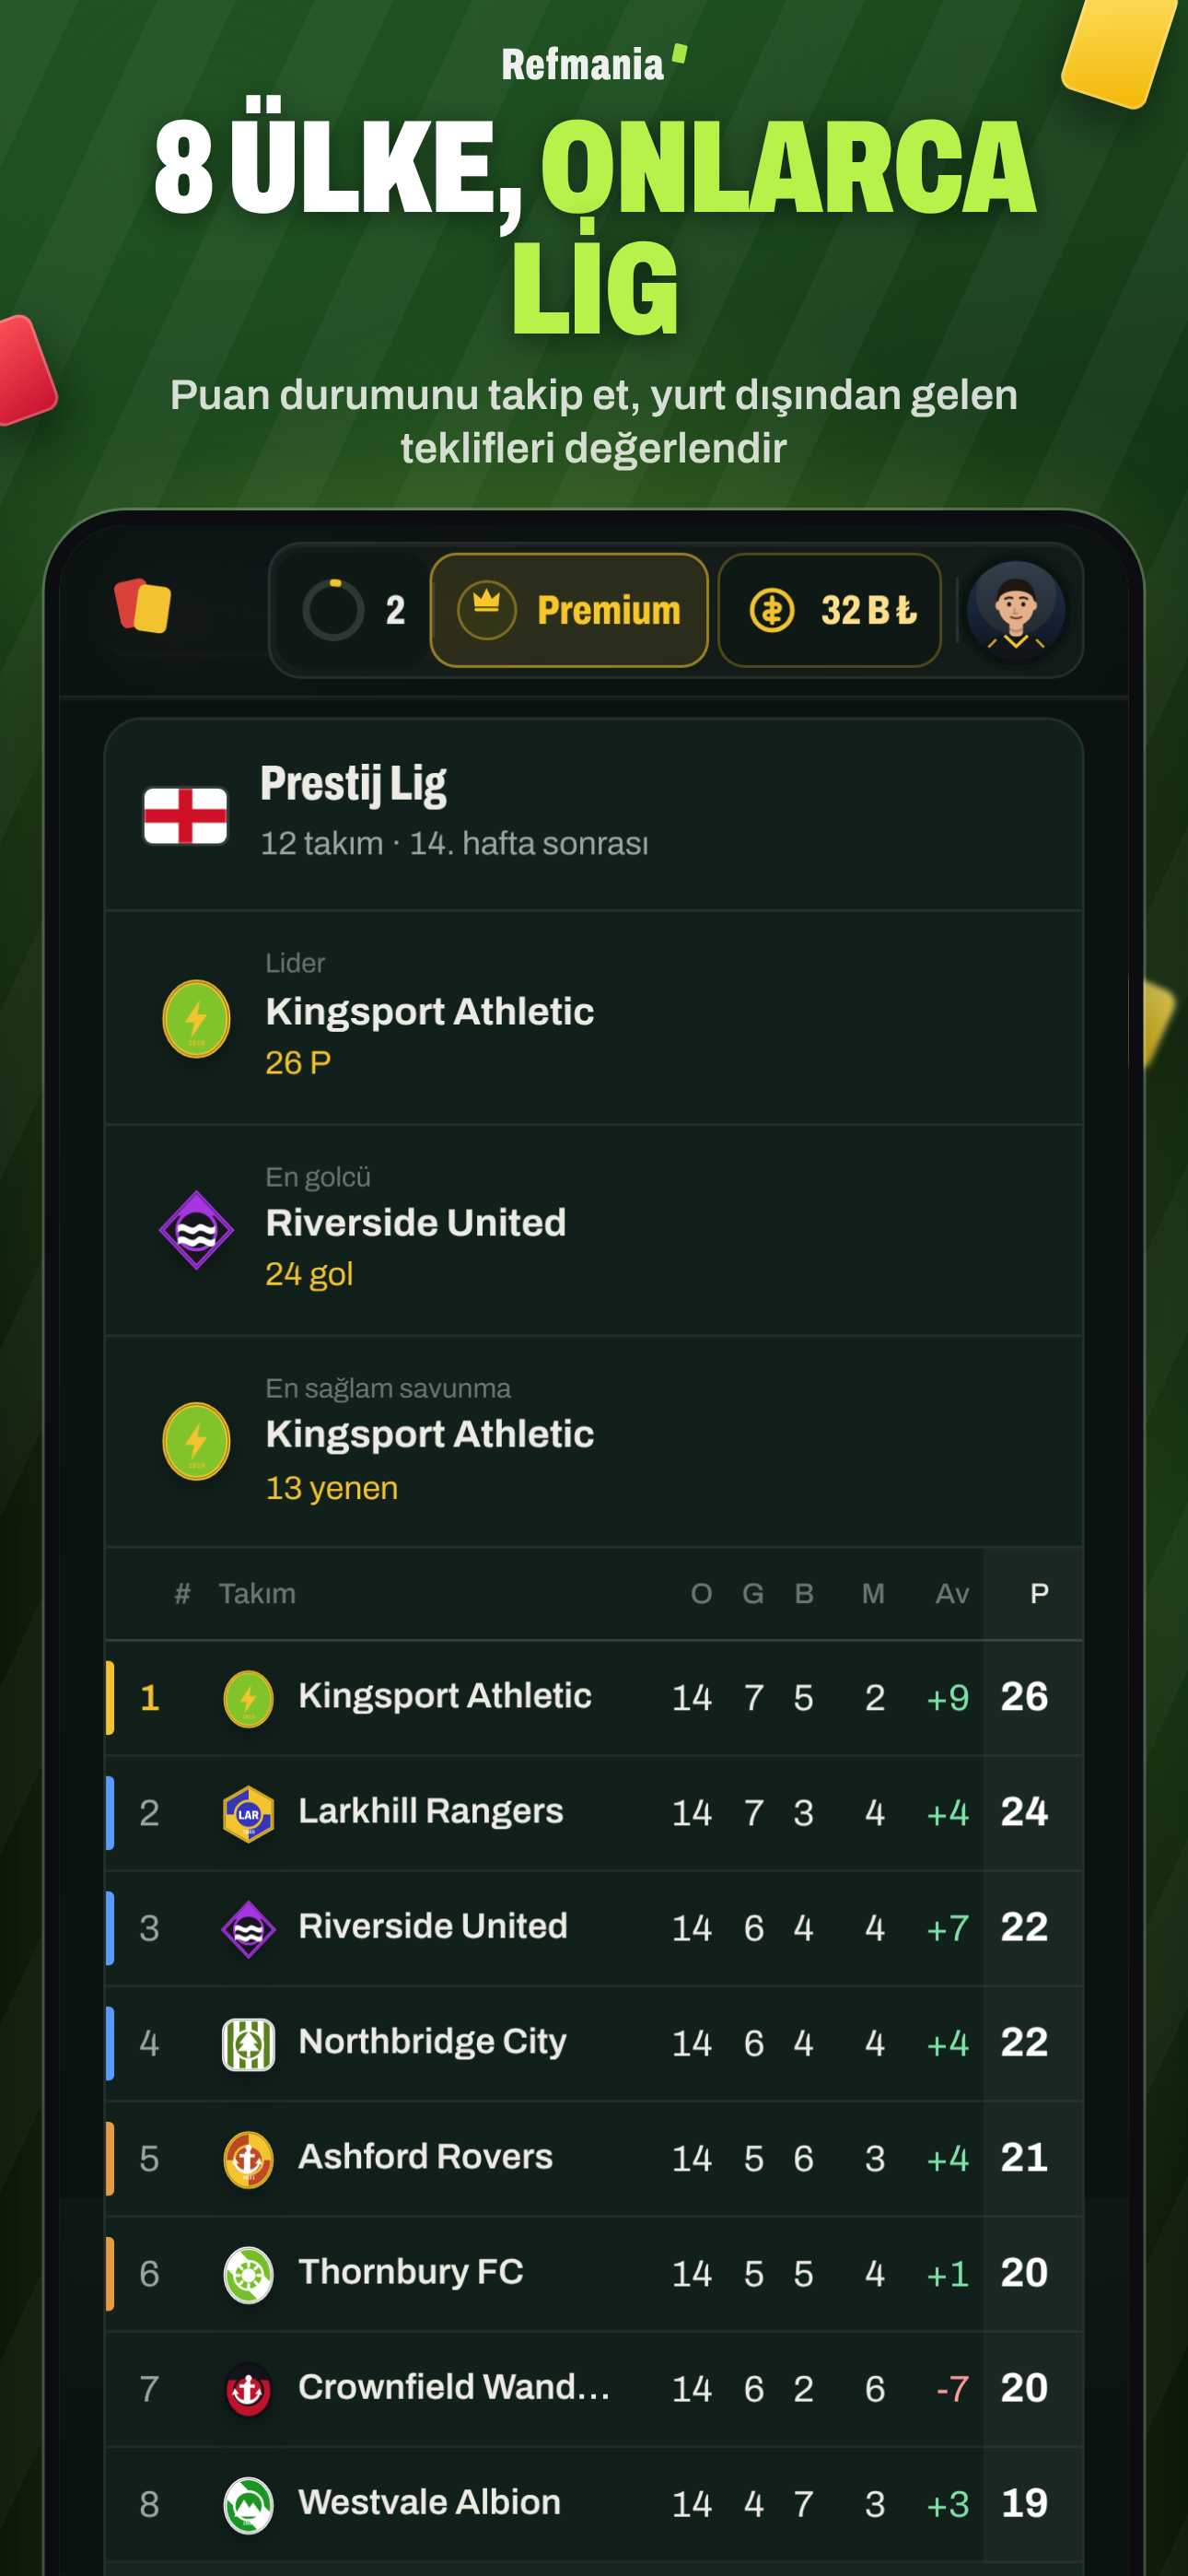 Refmania
8 ÜLKE, ONLARCA
LİG
Puan durumunu takip et, yurt dışından gelen
teklifleri değerlendir
2 Premium 32 B ₺
Prestij Lig
12 takım · 14. hafta sonrası
Lider
Kingsport Athletic
26 P
En golcü
Riverside United
24 gol
En sağlam savunma
Kingsport Athletic
13 yenen
# Takım O G B M Av P
1 Kingsport Athletic 14 7 5 2 +9 26
2 LAR Larkhill Rangers 14 7 3 4 +4 24
3 Riverside United 14 6 4 4 +7 22
4 Northbridge City 14 6 4 4 +4 22
5 Ashford Rovers 14 5 6 3 +4 21
6 Thornbury FC 14 5 5 4 +1 20
7 Crownfield Wand... 14 6 2 6 -7 20
8 Westvale Albion 14 4 7 3 +3 19